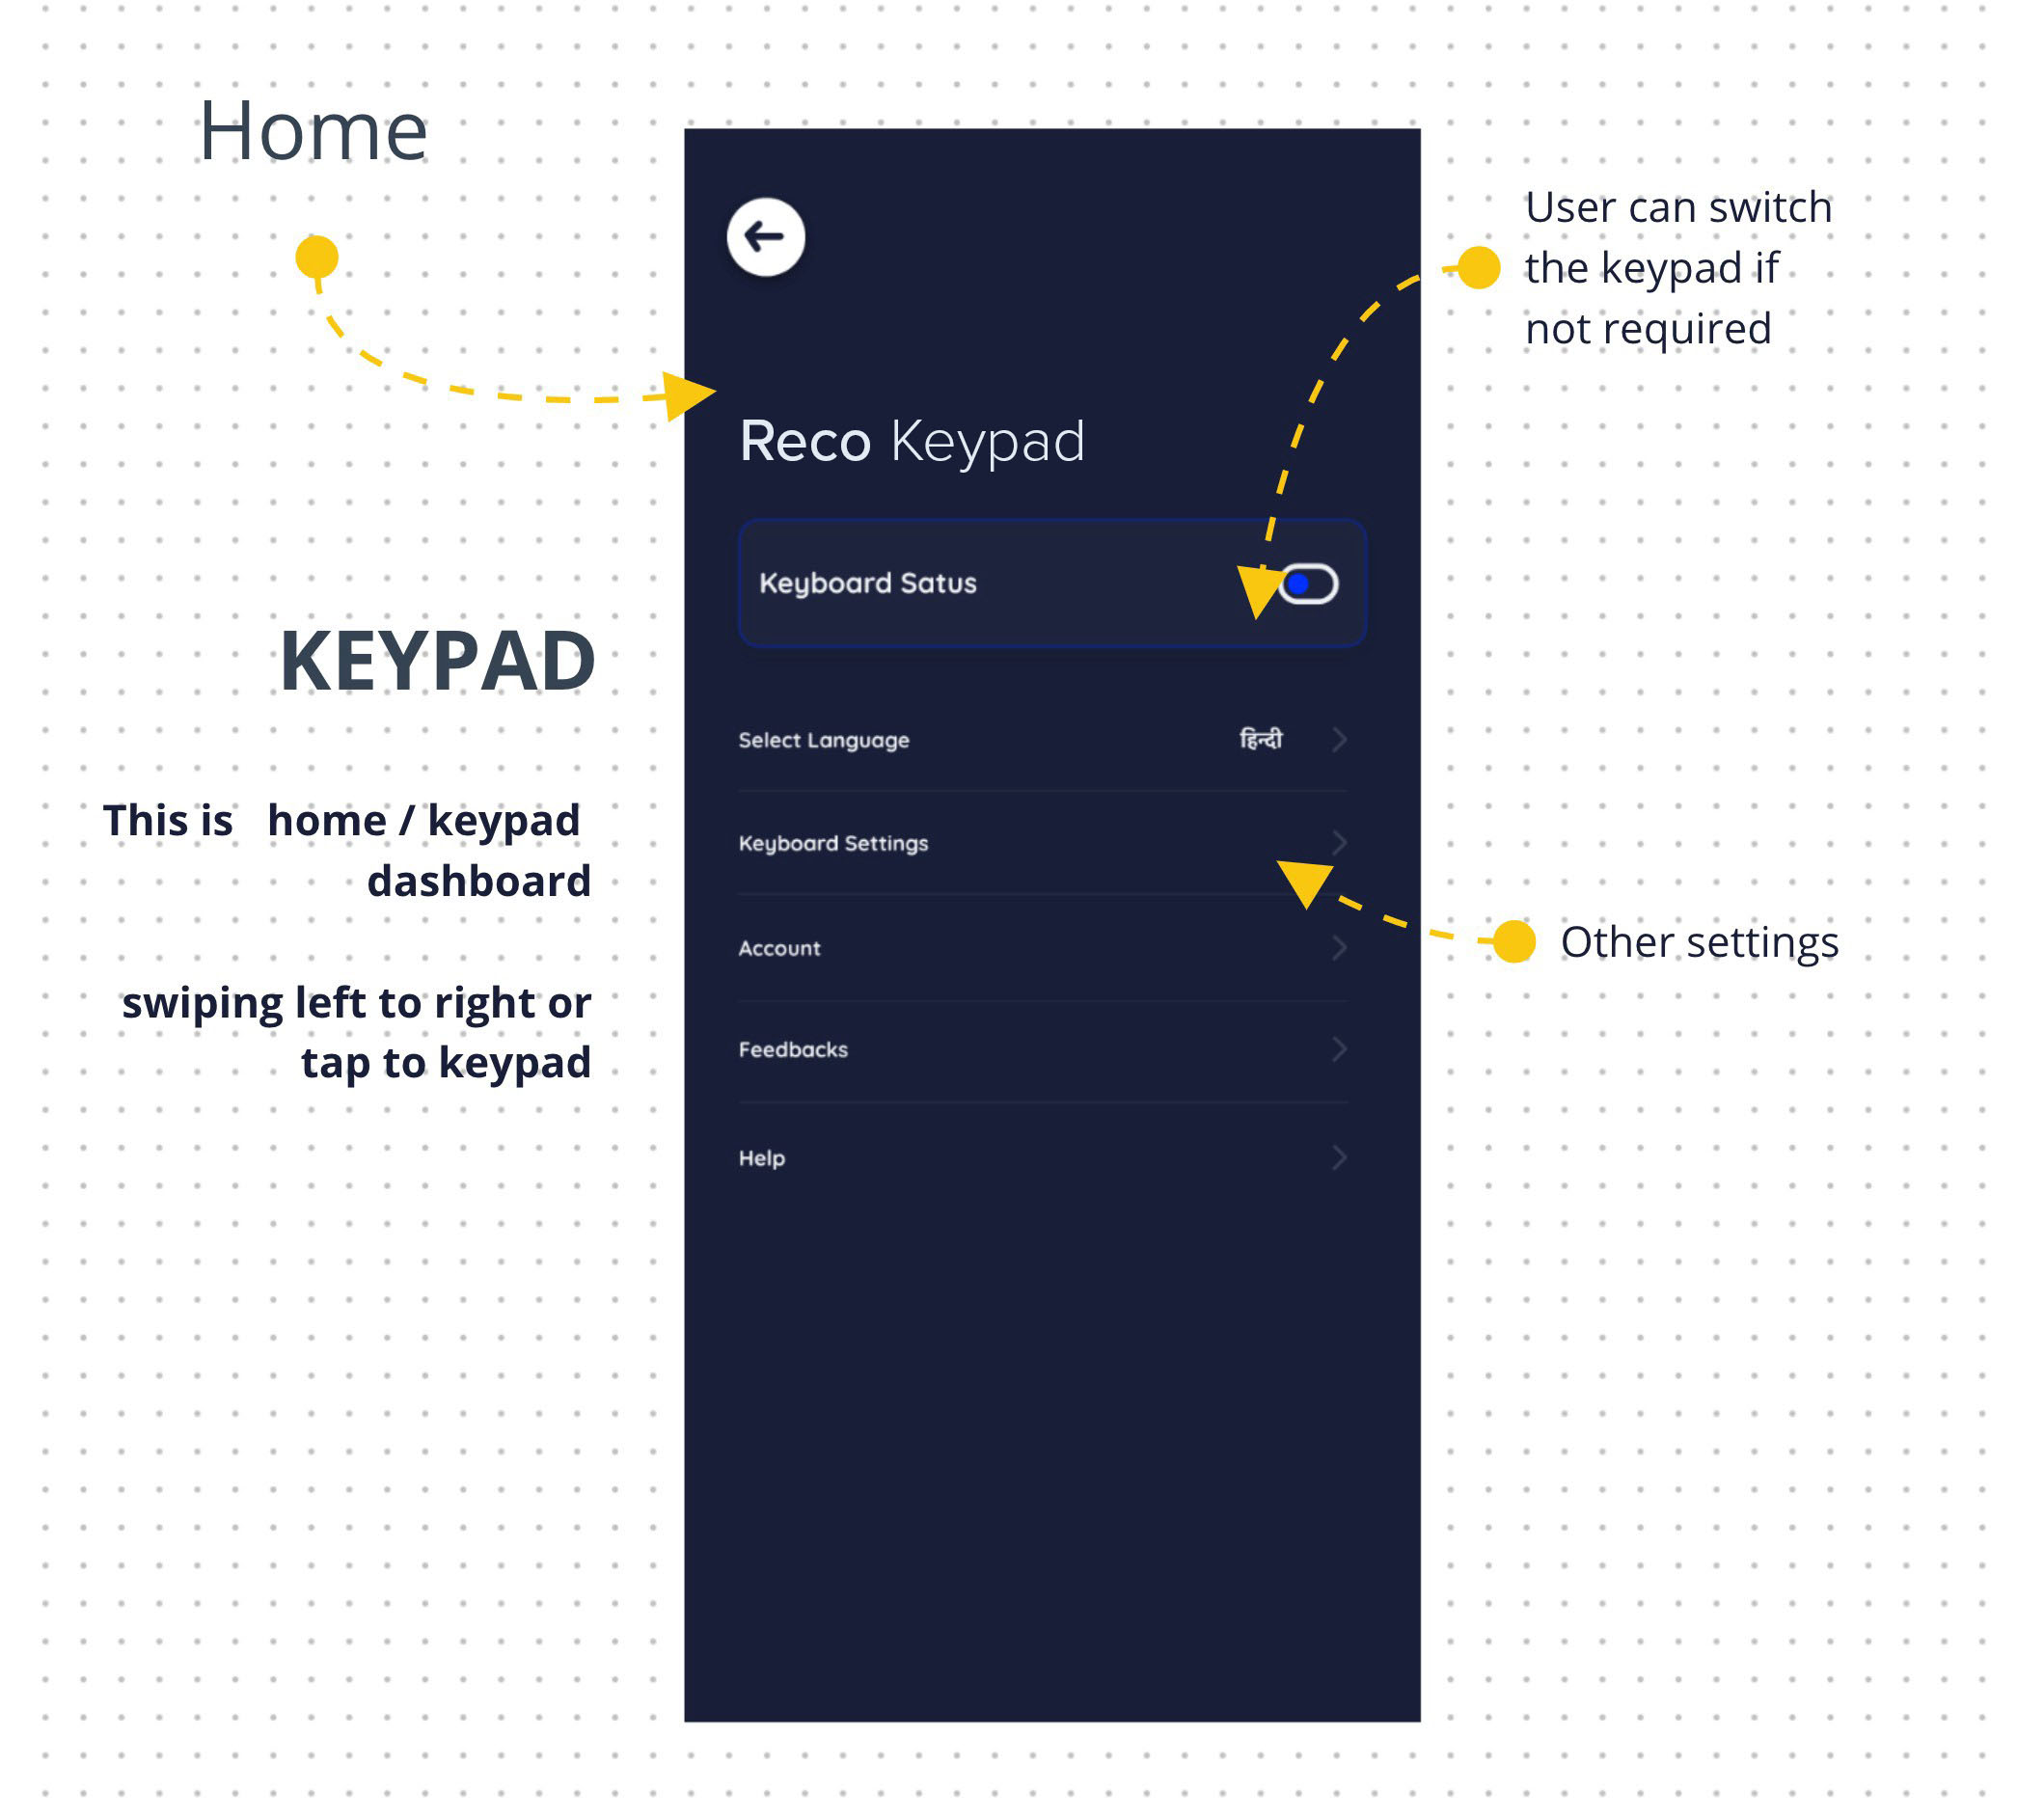 Home
User can switch
the keypad if
not required
Reco Keypad
Keyboard Satus
KEYPAD
Select Language हिन्दी
This is home / keypad
dashboard
Keyboard Settings
Other settings
Account
swiping left to right or
tap to keypad
Feedbacks
Help